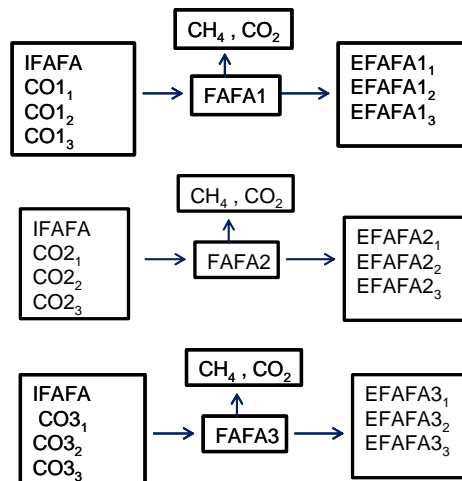 CH₄ , CO₂
IFAFA
CO1₁
CO1₂
CO1₃
FAFA1
EFAFA1₁
EFAFA1₂
EFAFA1₃
CH₄ , CO₂
IFAFA
CO2₁
CO2₂
CO2₃
FAFA2
EFAFA2₁
EFAFA2₂
EFAFA2₃
CH₄ , CO₂
IFAFA
CO3₁
CO3₂
CO3₃
FAFA3
EFAFA3₁
EFAFA3₂
EFAFA3₃